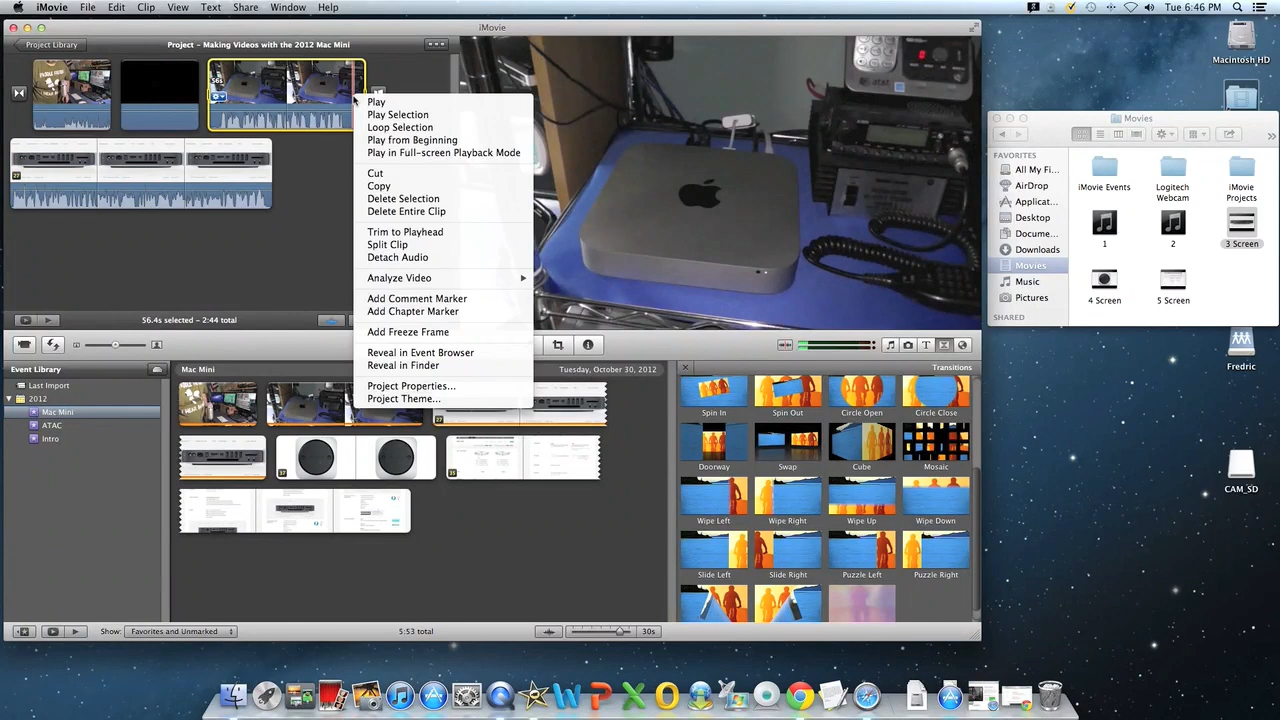 iMovie File Edit Clip View Text Share Window Help
Tue 6:46 PM
iMovie
Project Library
Project - Making Videos with the 2012 Mac Mini
56s
27
Play
Play Selection
Loop Selection
Play from Beginning
Play in Full-screen Playback Mode
Cut
Copy
Delete Selection
Delete Entire Clip
Trim to Playhead
Split Clip
Detach Audio
Analyze Video
Add Comment Marker
Add Chapter Marker
Add Freeze Frame
Reveal in Event Browser
Reveal in Finder
Project Properties...
Project Theme...
at&t
56.4s selected - 2:44 total
Event Library
Last Import
2012
Mac Mini
ATAC
Intro
Mac Mini
Tuesday, October 30, 2012
27
37
35
Transitions
Spin In
Spin Out
Circle Open
Circle Close
Doorway
Swap
Cube
Mosaic
Wipe Left
Wipe Right
Wipe Up
Wipe Down
Slide Left
Slide Right
Puzzle Left
Puzzle Right
Show: Favorites and Unmarked
5:53 total
30s
Movies
FAVORITES
All My Fi...
AirDrop
Applicat...
Desktop
Docume...
Downloads
Movies
Music
Pictures
SHARED
iMovie Events
Logitech
Webcam
iMovie
Projects
1
2
3 Screen
4 Screen
5 Screen
Macintosh HD
Fredric
CAM_SD